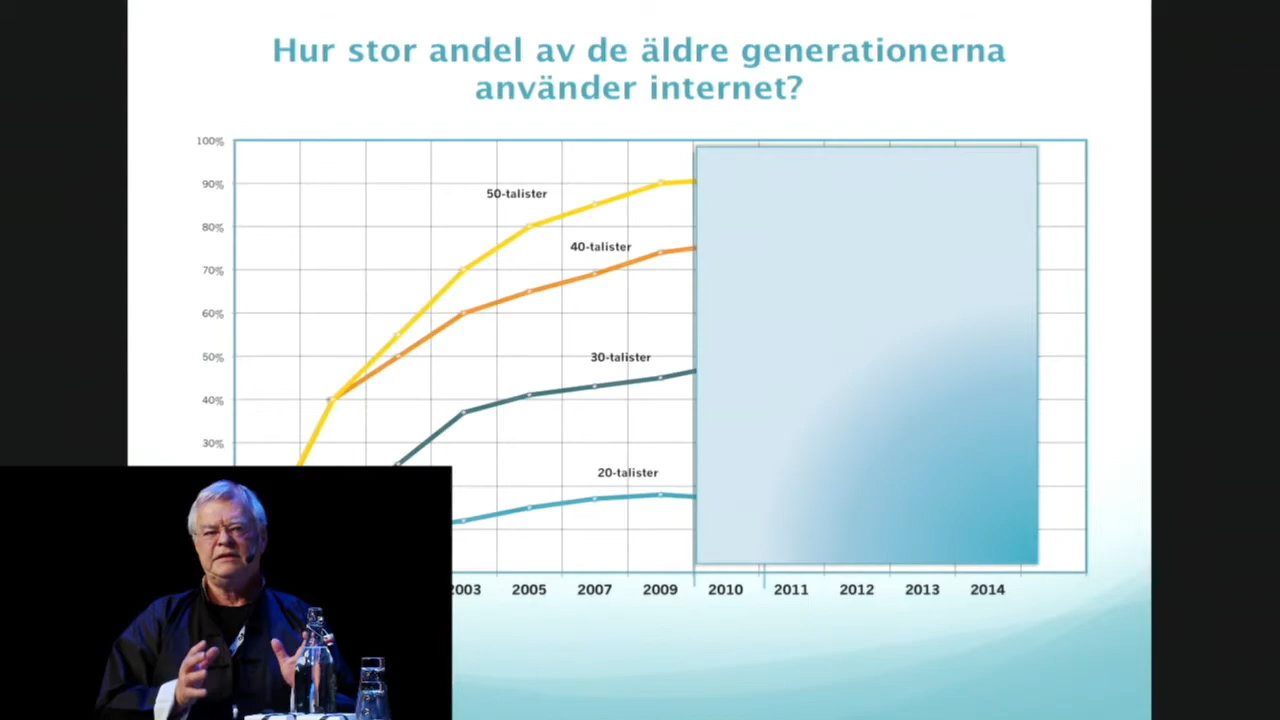 Hur stor andel av de äldre generationerna
använder internet?
100%
90%
80%
70%
60%
50%
40%
30%
50-talister
40-talister
30-talister
20-talister
2003 2005 2007 2009 2010 2011 2012 2013 2014